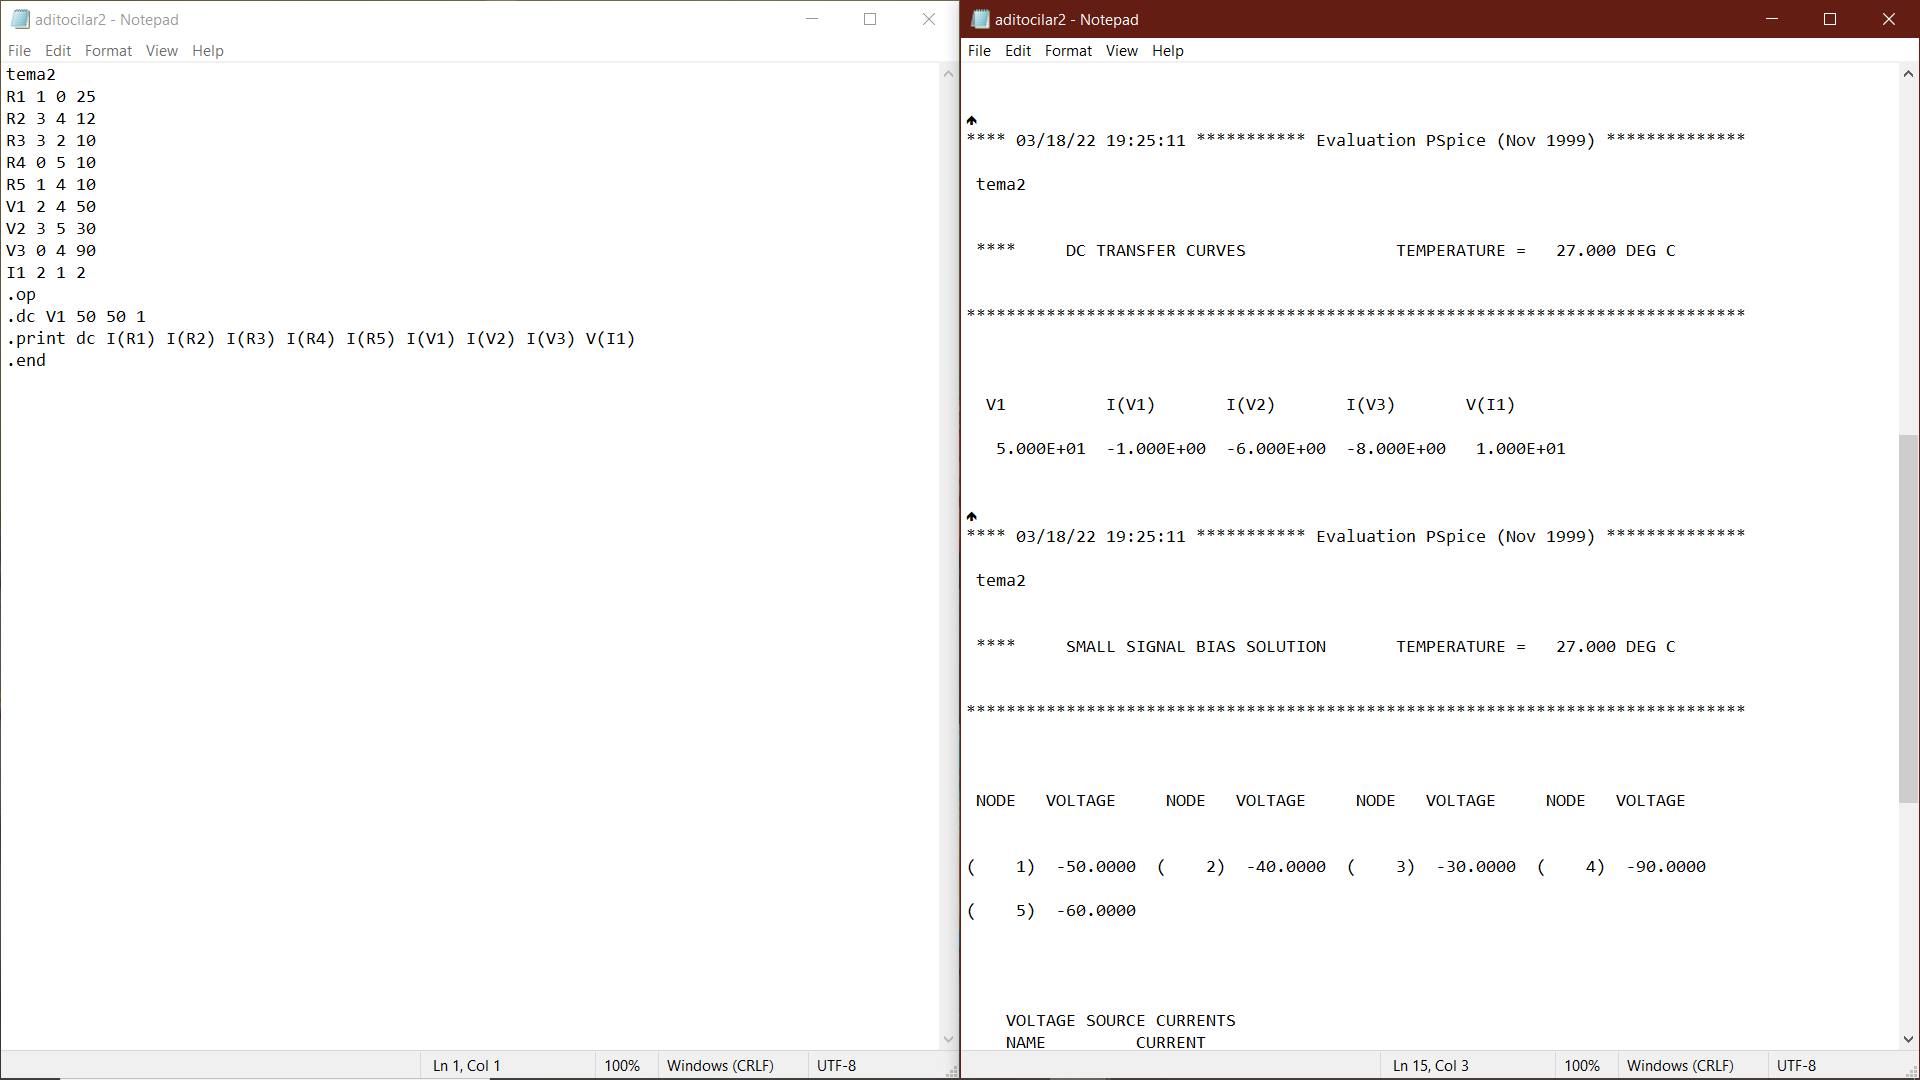 aditocilar2 - Notepad
File Edit Format View Help
tema2
R1 1 0 25
R2 3 4 12
R3 3 2 10
R4 0 5 10
R5 1 4 10
V1 2 4 50
V2 3 5 30
V3 0 4 90
I1 2 1 2
.op
.dc V1 50 50 1
.print dc I(R1) I(R2) I(R3) I(R4) I(R5) I(V1) I(V2) I(V3) V(I1)
.end
Ln 1, Col 1 100% Windows (CRLF) UTF-8
aditocilar2 - Notepad
File Edit Format View Help
**** 03/18/22 19:25:11 *********** Evaluation PSpice (Nov 1999) **************
tema2
**** DC TRANSFER CURVES TEMPERATURE = 27.000 DEG C
******************************************************************************
V1 I(V1) I(V2) I(V3) V(I1)
5.000E+01 -1.000E+00 -6.000E+00 -8.000E+00 1.000E+01
**** 03/18/22 19:25:11 *********** Evaluation PSpice (Nov 1999) **************
tema2
**** SMALL SIGNAL BIAS SOLUTION TEMPERATURE = 27.000 DEG C
******************************************************************************
NODE VOLTAGE NODE VOLTAGE NODE VOLTAGE NODE VOLTAGE
( 1) -50.0000 ( 2) -40.0000 ( 3) -30.0000 ( 4) -90.0000
( 5) -60.0000
VOLTAGE SOURCE CURRENTS
NAME CURRENT
Ln 15, Col 3 100% Windows (CRLF) UTF-8